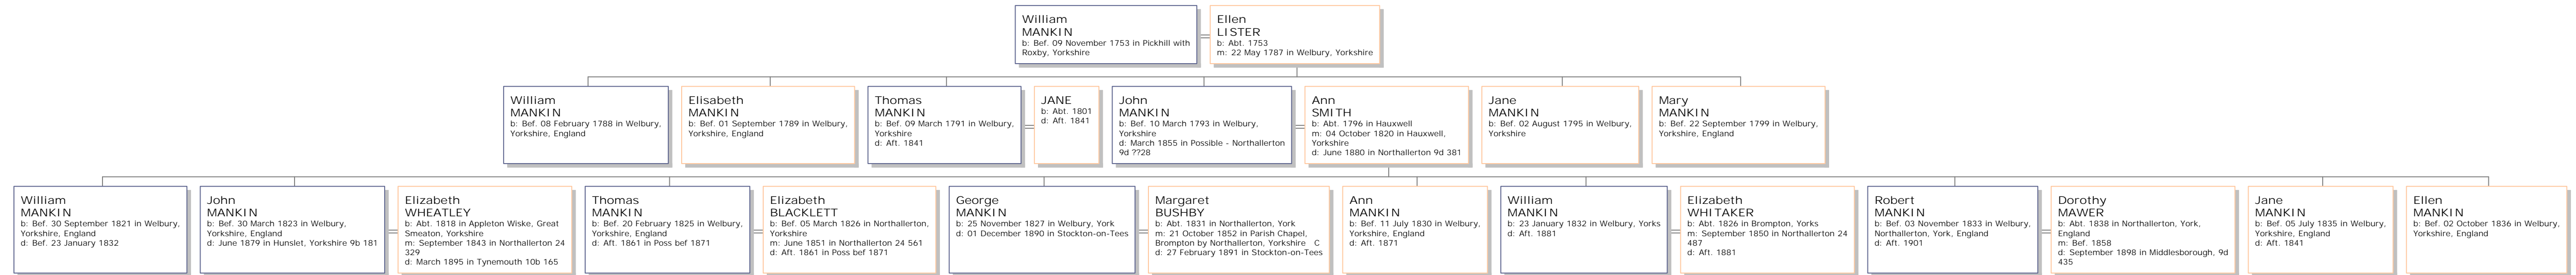 William
MANKIN
b: Bef. 09 November 1753 in Pickhill with
Roxby, Yorkshire
Ellen
LISTER
b: Abt. 1753
m: 22 May 1787 in Welbury, Yorkshire
William
MANKIN
b: Bef. 08 February 1788 in Welbury,
Yorkshire, England
Elisabeth
MANKIN
b: Bef. 01 September 1789 in Welbury,
Yorkshire, England
Thomas
MANKIN
b: Bef. 09 March 1791 in Welbury,
Yorkshire
d: Aft. 1841
JANE
b: Abt. 1801
d: Aft. 1841
John
MANKIN
b: Bef. 10 March 1793 in Welbury,
Yorkshire
d: March 1855 in Possible - Northallerton
9d ??28
Ann
SMITH
b: Abt. 1796 in Hauxwell
m: 04 October 1820 in Hauxwell,
Yorkshire
d: June 1880 in Northallerton 9d 381
Jane
MANKIN
b: Bef. 02 August 1795 in Welbury,
Yorkshire
Mary
MANKIN
b: Bef. 22 September 1799 in Welbury,
Yorkshire, England
William
MANKIN
b: Bef. 30 September 1821 in Welbury,
Yorkshire, England
d: Bef. 23 January 1832
John
MANKIN
b: Bef. 30 March 1823 in Welbury,
Yorkshire, England
d: June 1879 in Hunslet, Yorkshire 9b 181
Elizabeth
WHEATLEY
b: Abt. 1818 in Appleton Wiske, Great
Smeaton, Yorkshire
m: September 1843 in Northallerton 24
329
d: March 1895 in Tynemouth 10b 165
Thomas
MANKIN
b: Bef. 20 February 1825 in Welbury,
Yorkshire, England
d: Aft. 1861 in Poss bef 1871
Elizabeth
BLACKLETT
b: Bef. 05 March 1826 in Northallerton,
Yorkshire
m: June 1851 in Northallerton 24 561
d: Aft. 1861 in Poss bef 1871
George
MANKIN
b: 25 November 1827 in Welbury, York
d: 01 December 1890 in Stockton-on-Tees
Margaret
BUSHBY
b: Abt. 1831 in Northallerton, York
m: 21 October 1852 in Parish Chapel,
Brompton by Northallerton, Yorkshire C
d: 27 February 1891 in Stockton-on-Tees
Ann
MANKIN
b: Bef. 11 July 1830 in Welbury,
Yorkshire, England
d: Aft. 1871
William
MANKIN
b: 23 January 1832 in Welbury, Yorks
d: Aft. 1881
Elizabeth
WHITAKER
b: Abt. 1826 in Brompton, Yorks
m: September 1850 in Northallerton 24
487
d: Aft. 1881
Robert
MANKIN
b: Bef. 03 November 1833 in Welbury,
Northallerton, York, England
d: Aft. 1901
Dorothy
MAWER
b: Abt. 1838 in Northallerton, York,
England
m: Bef. 1858
d: September 1898 in Middlesborough, 9d
435
Jane
MANKIN
b: Bef. 05 July 1835 in Welbury,
Yorkshire, England
d: Aft. 1841
Ellen
MANKIN
b: Bef. 02 October 1836 in Welbury,
Yorkshire, England